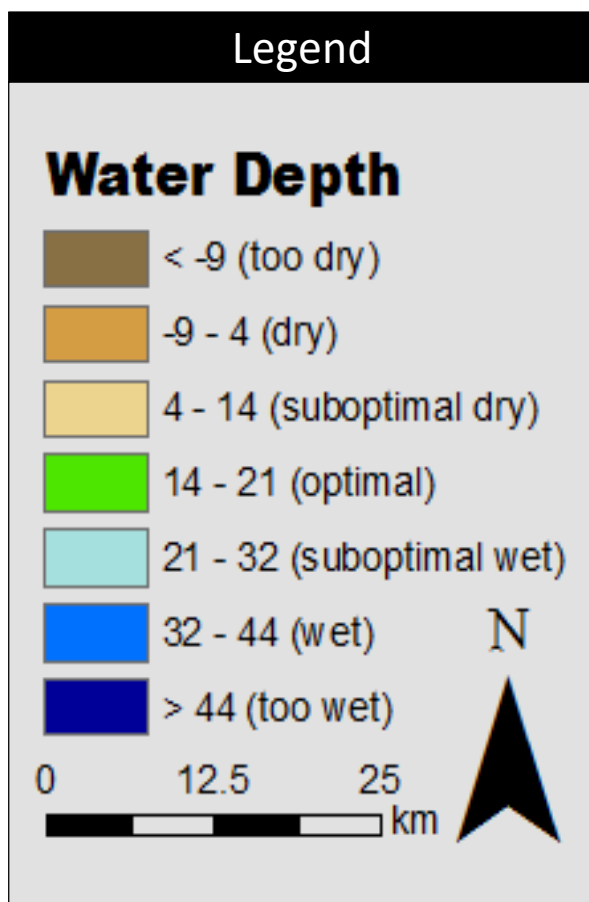 Legend
Water Depth
< -9 (too dry)
-9 - 4 (dry)
4 - 14 (suboptimal dry)
14 - 21 (optimal)
21 - 32 (suboptimal wet)
32 - 44 (wet)
N
> 44 (too wet)
0 12.5 25
km